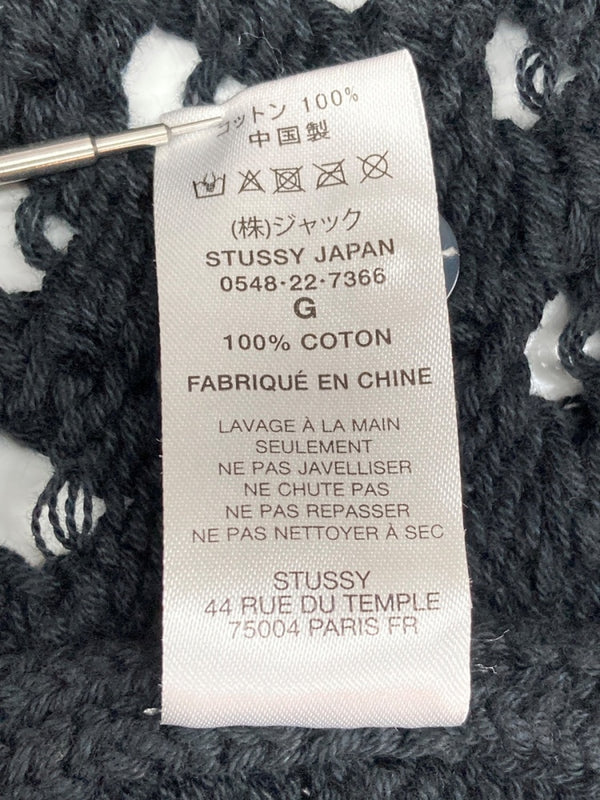 コットン 100%
中国製
(株)ジャック
STUSSY JAPAN
0548·22·7366
G
100% COTON
FABRIQUÉ EN CHINE
LAVAGE À LA MAIN
SEULEMENT
NE PAS JAVELLISER
NE CHUTE PAS
NE PAS REPASSER
NE PAS NETTOYER À SEC
STUSSY
44 RUE DU TEMPLE
75004 PARIS FR